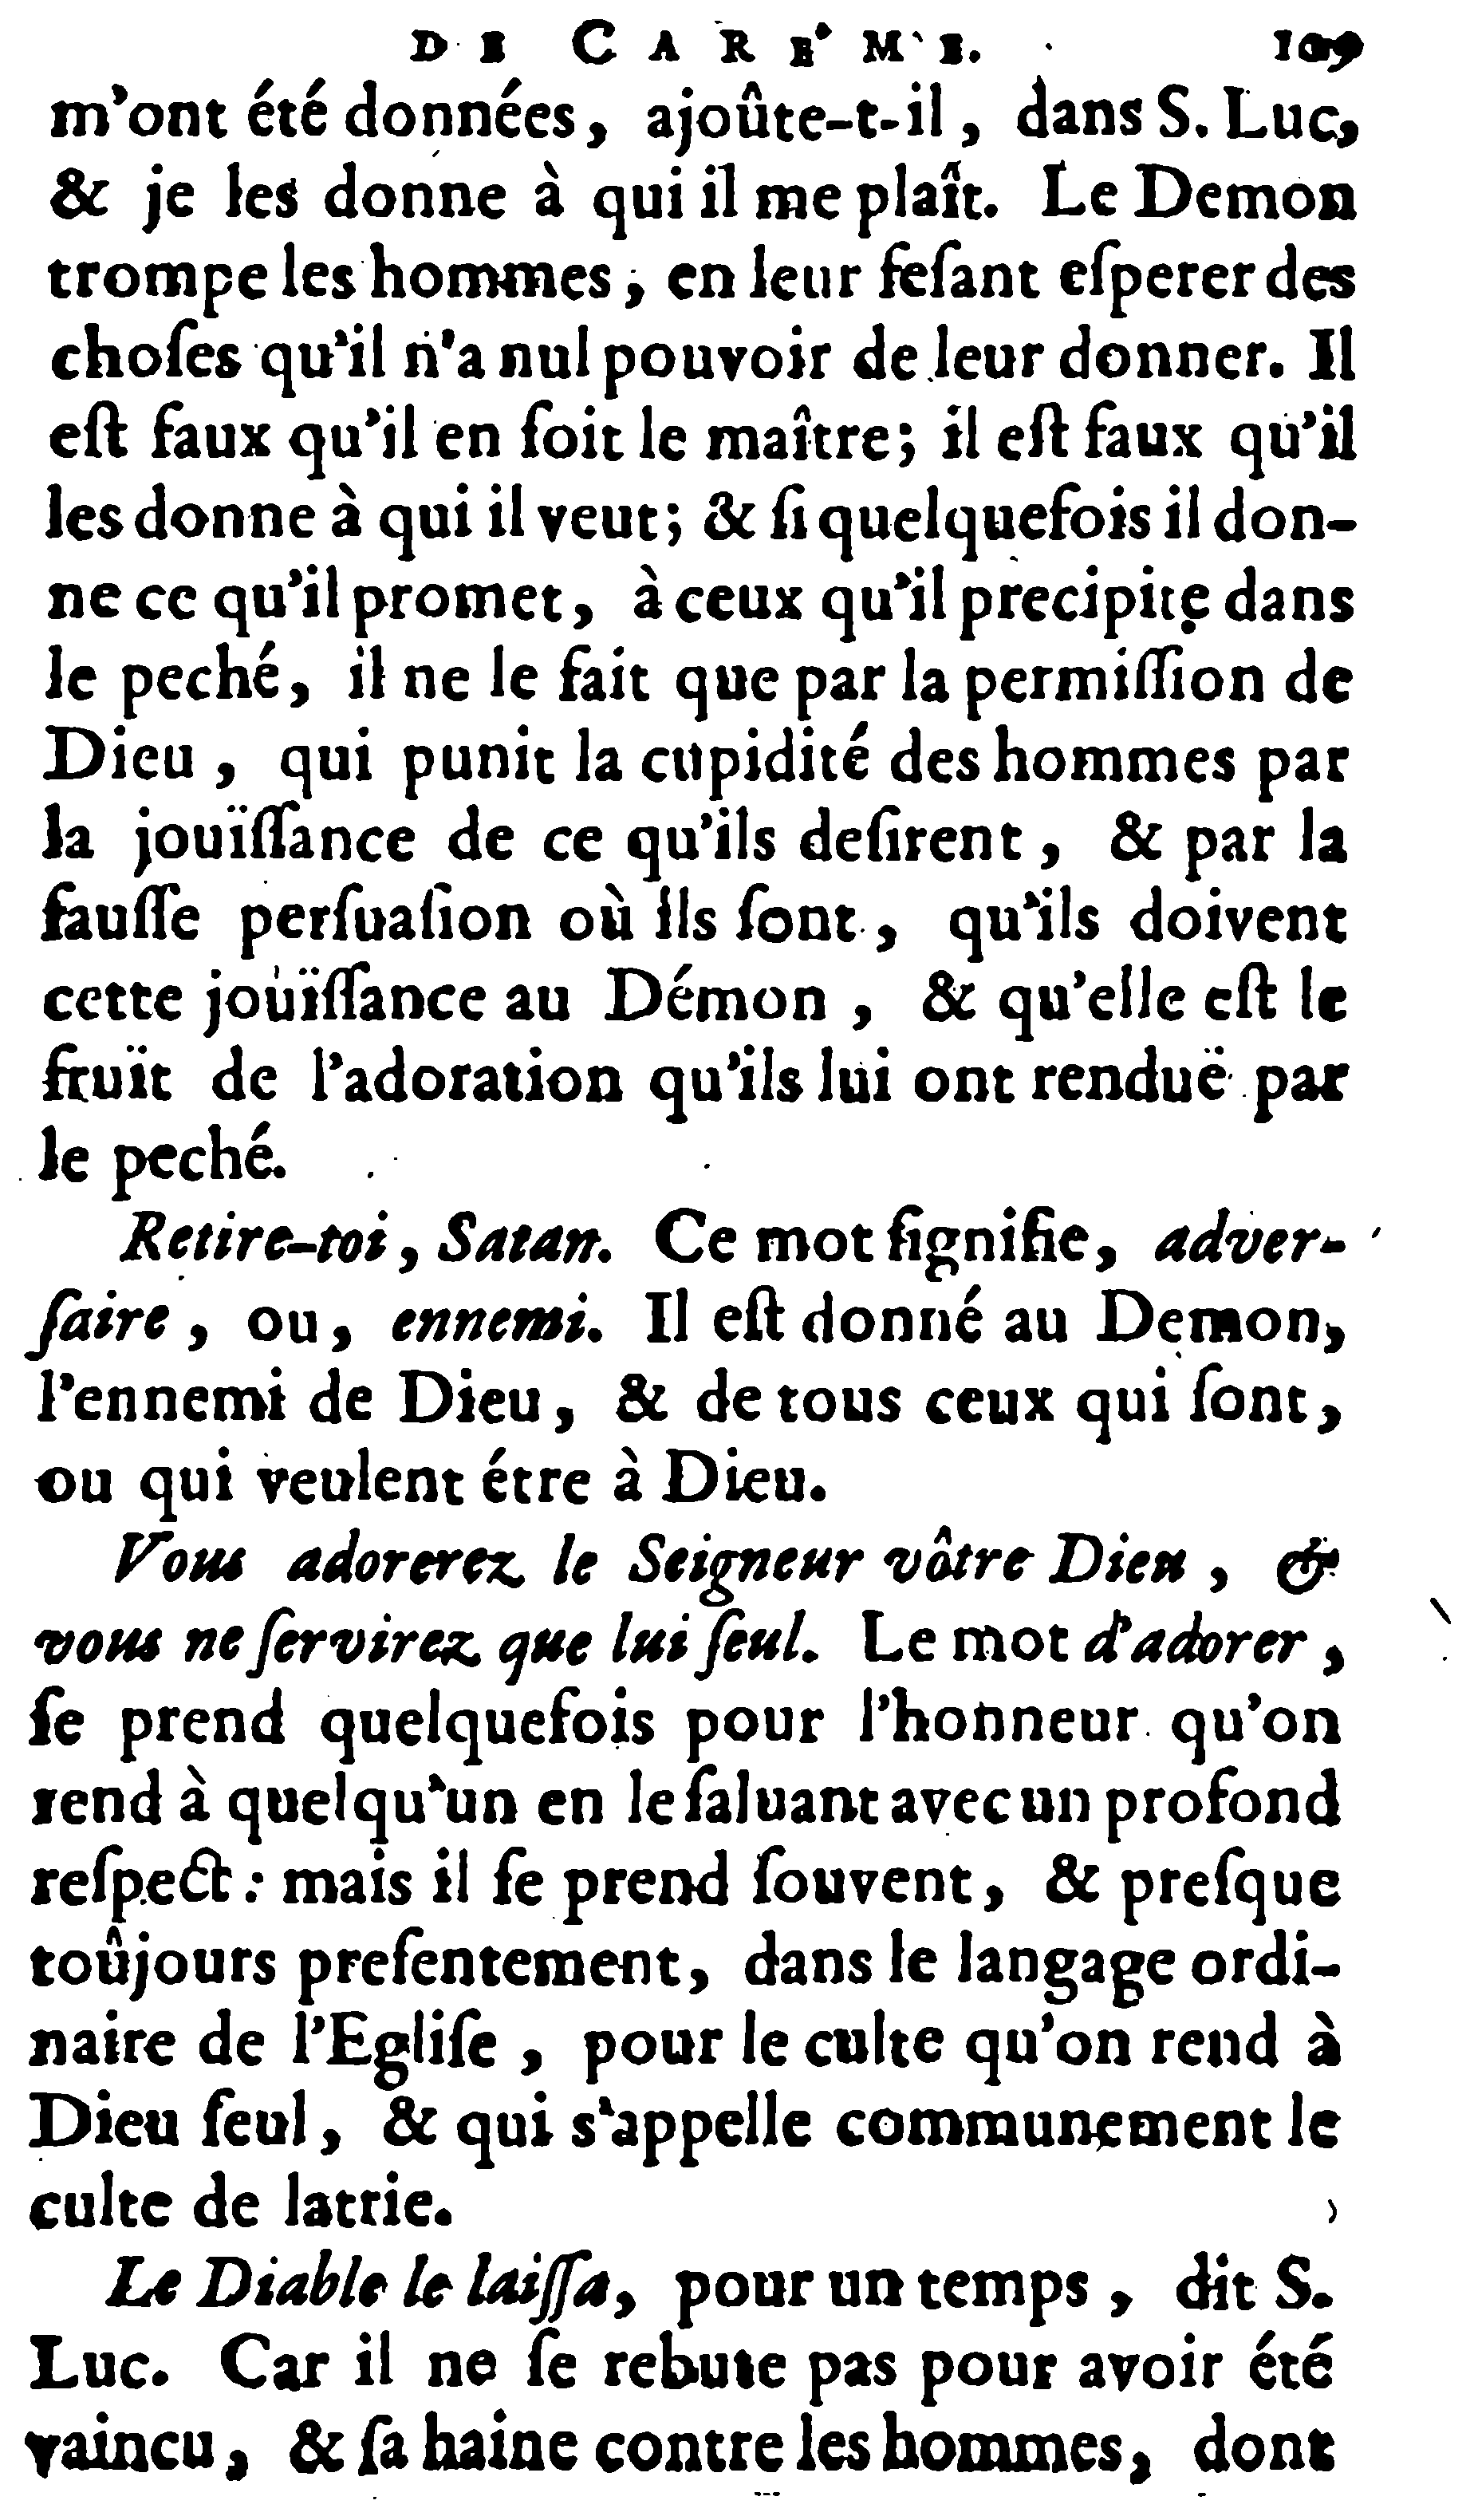 DE CARE'ME. 109
m'ont été données, ajoûte-t-il, dans S. Luc,
& je les donne à qui il me plaît. Le Demon
trompe les hommes, en leur feſant eſperer des
choſes qu'il n'a nul pouvoir de leur donner. Il
eſt faux qu'il en ſoit le maître; il eſt faux qu'il
les donne à qui il veut; & ſi quelquefois il don-
ne ce qu'il promet, à ceux qu'il precipite dans
le peché, il ne le fait que par la permiſſion de
Dieu, qui punit la cupidité des hommes par
la jouïſſance de ce qu'ils deſirent, & par la
fauſſe perſuaſion où ils ſont, qu'ils doivent
cette jouïſſance au Démon, & qu'elle eſt le
fruït de l'adoration qu'ils lui ont renduë par
le peché.
Retire-toi, Satan. Ce mot ſignifie, adver-
ſaire, ou, ennemi. Il eſt donné au Demon,
l'ennemi de Dieu, & de tous ceux qui ſont,
ou qui veulent étre à Dieu.
Vous adorerez le Seigneur vôtre Dieu, &
vous ne ſervirez que lui ſeul. Le mot d'adorer,
ſe prend quelquefois pour l'honneur qu'on
rend à quelqu'un en le ſaluant avec un profond
reſpect: mais il ſe prend ſouvent, & preſque
toûjours preſentement, dans le langage ordi-
naire de l'Egliſe, pour le culte qu'on rend à
Dieu ſeul, & qui s'appelle communement le
culte de latrie.
Le Diable le laiſſa, pour un temps, dit S.
Luc. Car il ne ſe rebute pas pour avoir été
vaincu, & ſa haine contre les hommes, dont